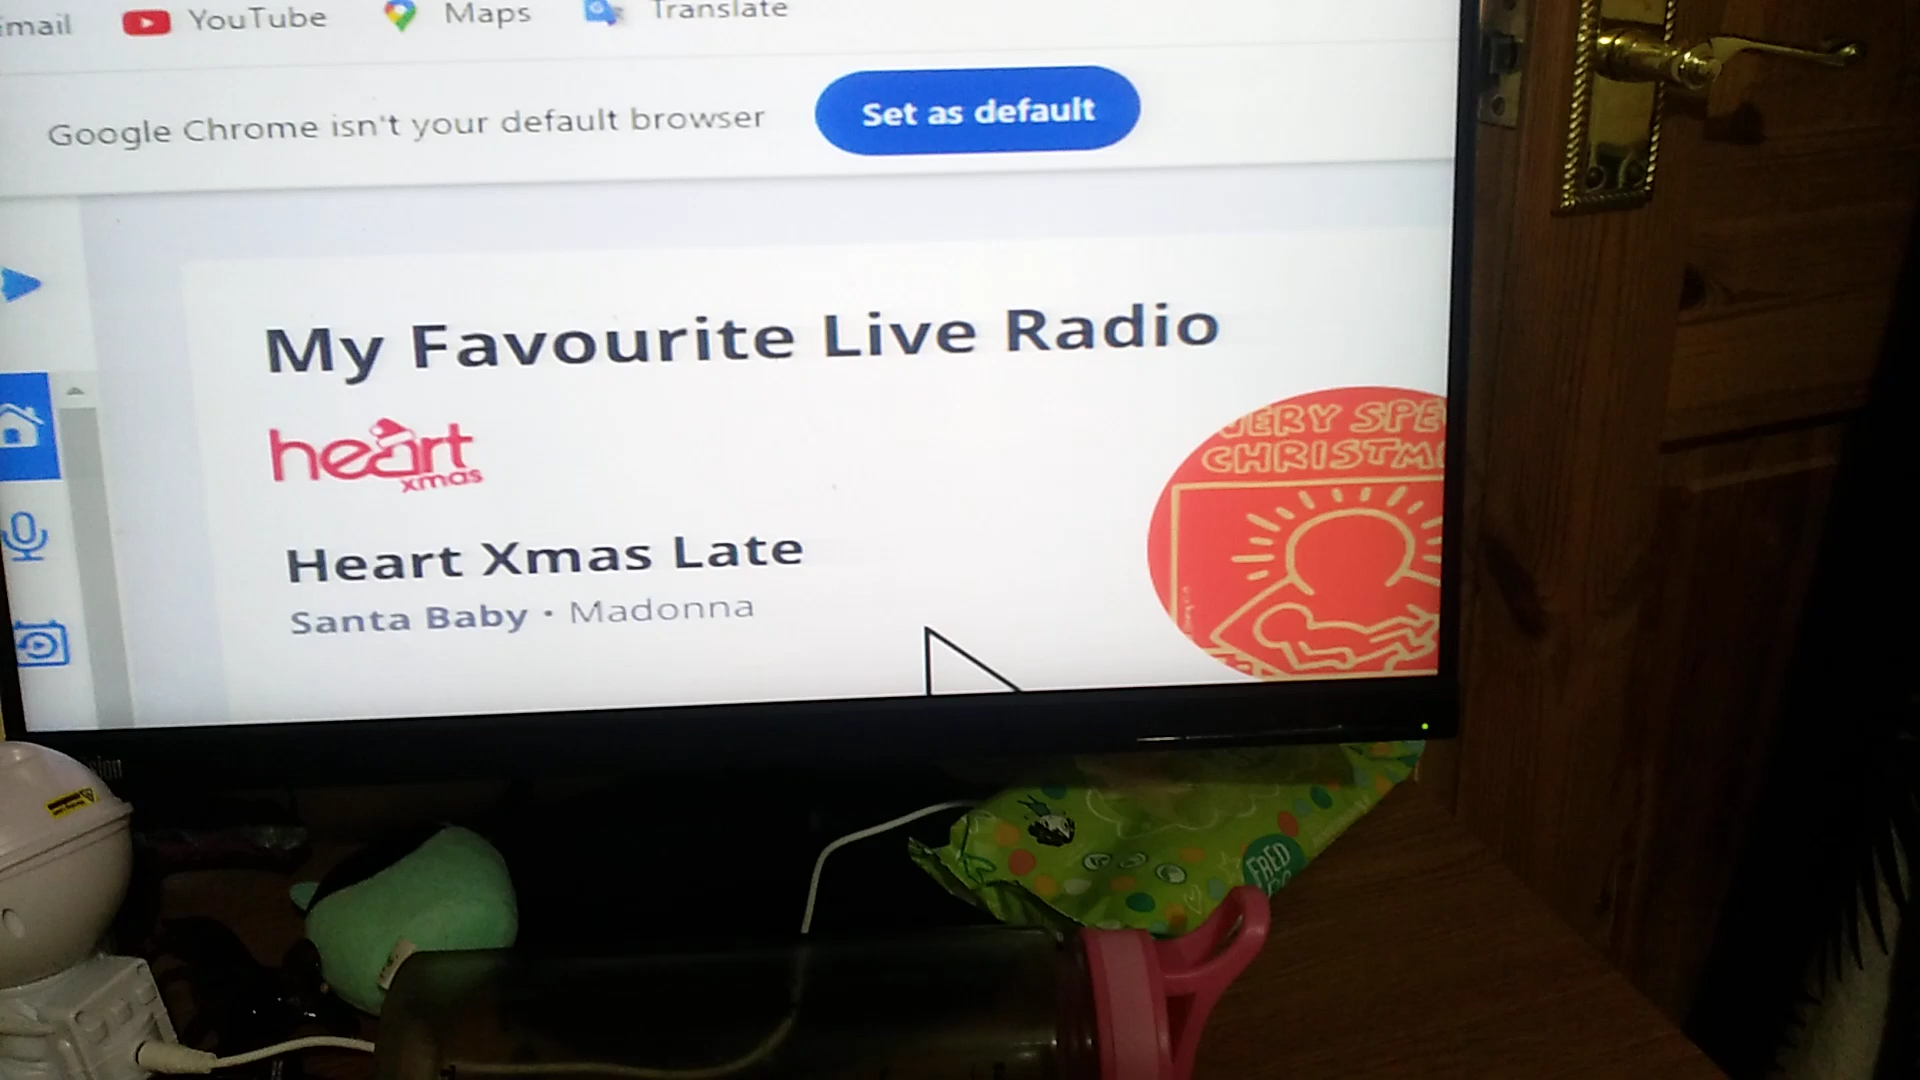 YouTube
Maps
Translate
Google Chrome isn't your default browser
Set as default
My Favourite Live Radio
heart
xmas
Heart Xmas Late
Santa Baby • Madonna
CHRISTM
FRED